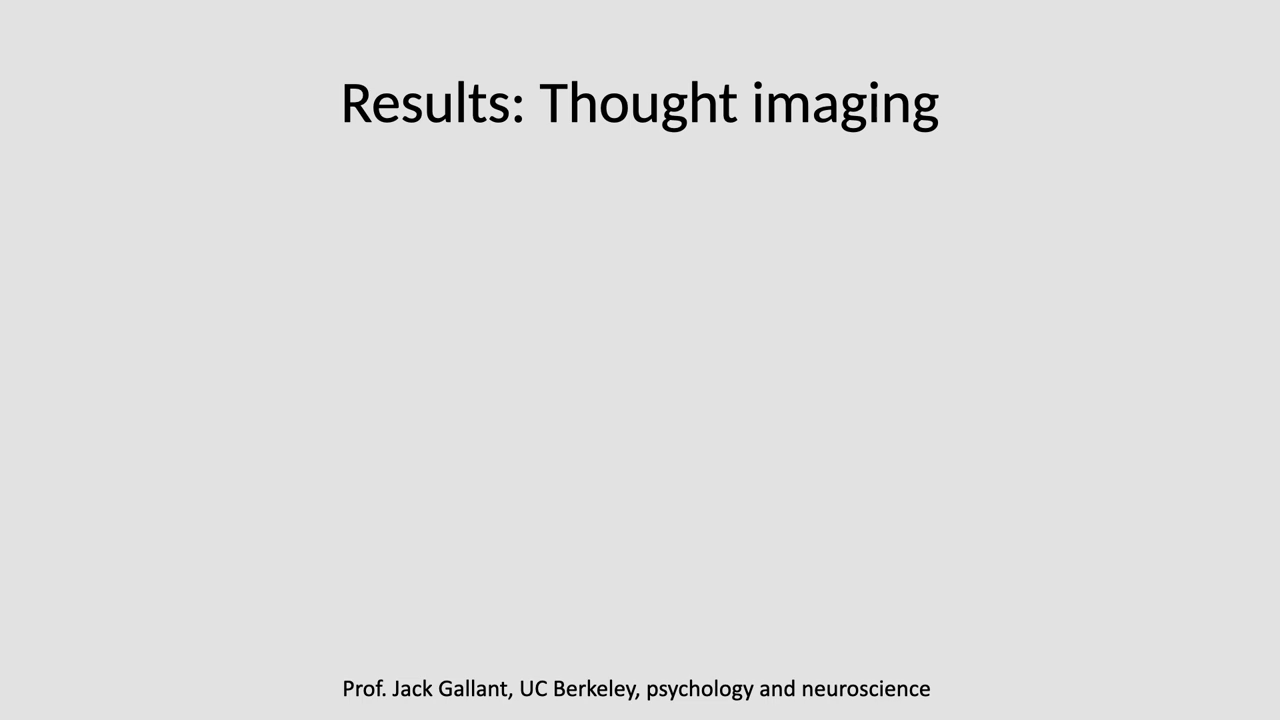 Results: Thought imaging
Prof. Jack Gallant, UC Berkeley, psychology and neuroscience